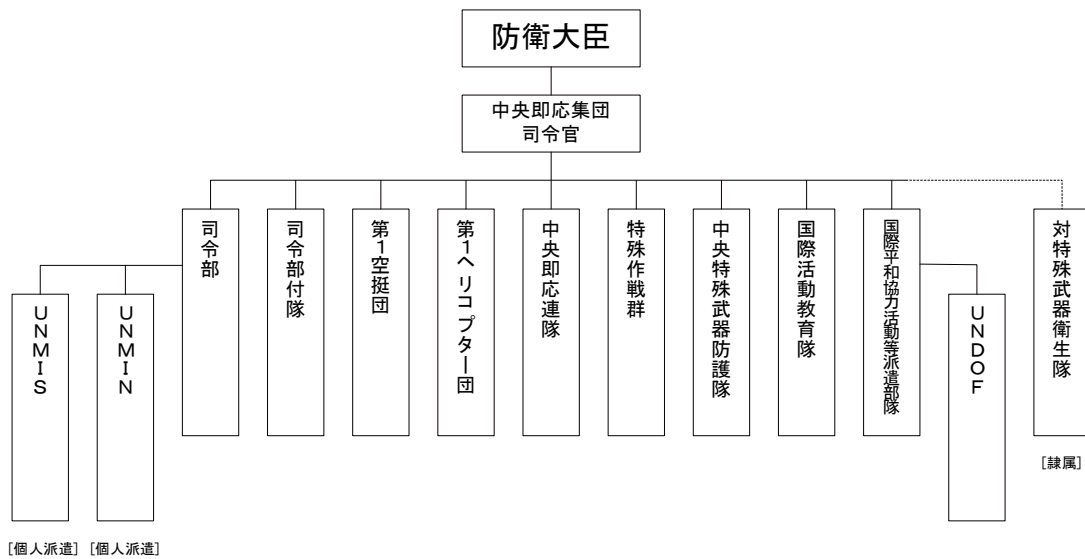 防衛大臣
中央即応集団
司令官
司令部
司令部付隊
第1空挺団
第1ヘリコプター団
中央即応連隊
特殊作戦群
中央特殊武器防護隊
国際活動教育隊
国際平和協力活動等派遣部隊
対特殊武器衛生隊
UNMIS
UNMIN
UNDOF
[隷属]
[個人派遣]
[個人派遣]